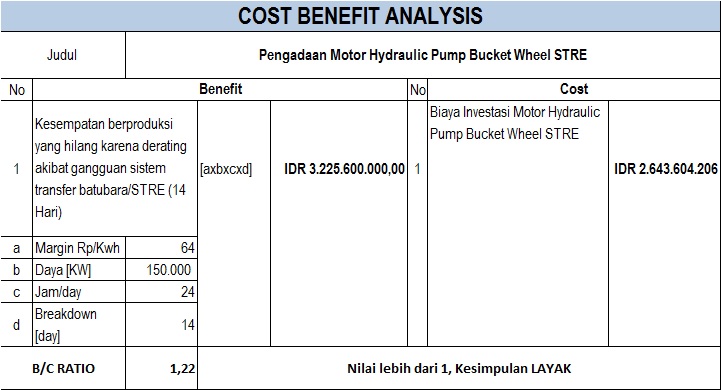 COST BENEFIT ANALYSIS
Judul
Pengadaan Motor Hydraulic Pump Bucket Wheel STRE
No
Benefit
No
Cost
1
Kesempatan berproduksi
yang hilang karena derating
akibat gangguan sistem
transfer batubara/STRE (14
Hari)
[axbxcxd]
IDR 3.225.600.000,00
1
Biaya Investasi Motor Hydraulic
Pump Bucket Wheel STRE
IDR 2.643.604.206
a Margin Rp/Kwh 64
b Daya [KW] 150.000
c Jam/day 24
d Breakdown
[day] 14
B/C RATIO 1,22 Nilai lebih dari 1, Kesimpulan LAYAK